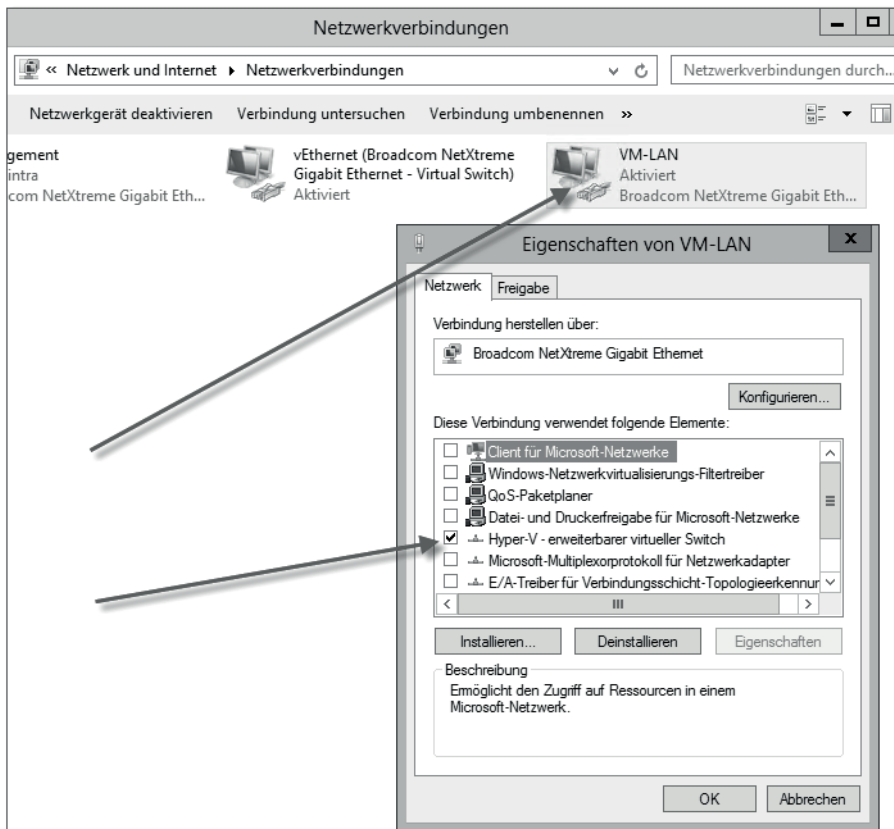 Netzwerkverbindungen
« Netzwerk und Internet ▸ Netzwerkverbindungen
Netzwerkverbindungen durch...
Netzwerkgerät deaktivieren Verbindung untersuchen Verbindung umbenennen »
gement
intra
com NetXtreme Gigabit Eth...
vEthernet (Broadcom NetXtreme
Gigabit Ethernet - Virtual Switch)
Aktiviert
VM-LAN
Aktiviert
Broadcom NetXtreme Gigabit Eth...
Eigenschaften von VM-LAN
Netzwerk Freigabe
Verbindung herstellen über:
Broadcom NetXtreme Gigabit Ethernet
Konfigurieren...
Diese Verbindung verwendet folgende Elemente:
Client für Microsoft-Netzwerke
Windows-Netzwerkvirtualisierungs-Filtertreiber
QoS-Paketplaner
Datei- und Druckerfreigabe für Microsoft-Netzwerke
Hyper-V - erweiterbarer virtueller Switch
Microsoft-Multiplexorprotokoll für Netzwerkadapter
E/A-Treiber für Verbindungsschicht-Topologieerkennur
Installieren... Deinstallieren Eigenschaften
Beschreibung
Ermöglicht den Zugriff auf Ressourcen in einem
Microsoft-Netzwerk.
OK Abbrechen